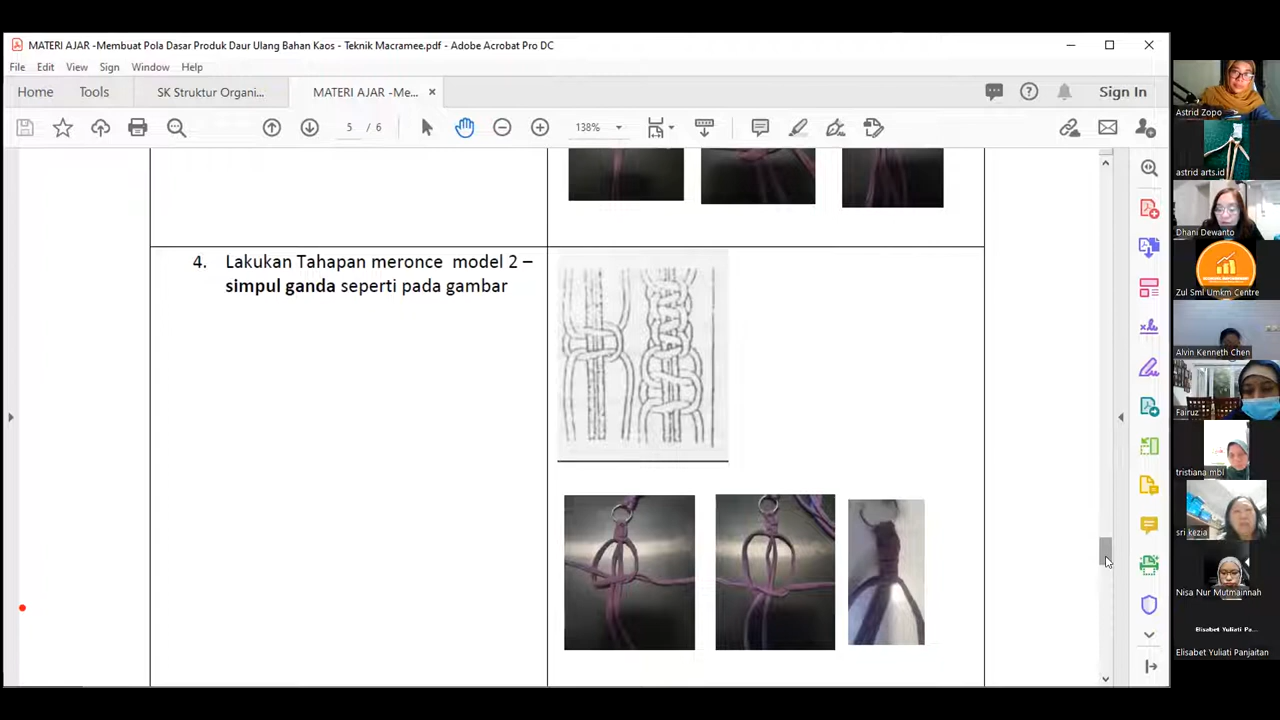 MATERI AJAR -Membuat Pola Dasar Produk Daur Ulang Bahan Kaos - Teknik Macramee.pdf - Adobe Acrobat Pro DC
File Edit View Sign Window Help
Home Tools SK Struktur Organi... MATERI AJAR -Me... × Sign In
5 / 6 138%
4. Lakukan Tahapan meronce model 2 –
simpul ganda seperti pada gambar
Astrid Zopo
astrid arts.id
Dhani Dewanto
Zul Sml Umkm Centre
Alvin Kenneth Chen
Fairuz
tristiana mbl
sri kezia
Nisa Nur Mutmainnah
Elisabet Yuliati Pa...
Elisabet Yuliati Panjaitan